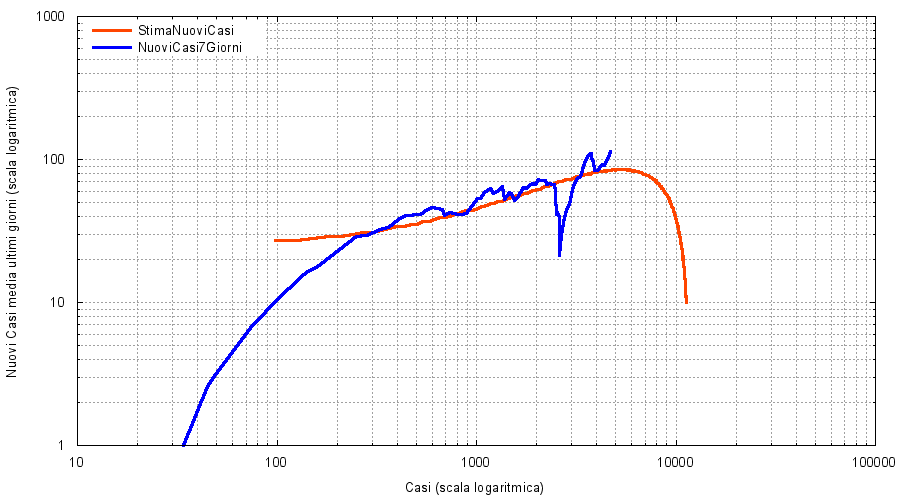 1000
StimaNuoviCasi
NuoviCasi7Giorni
100
10
1
10
100
1000
10000
100000
Nuovi Casi media ultimi giorni (scala logaritmica)
Casi (scala logaritmica)